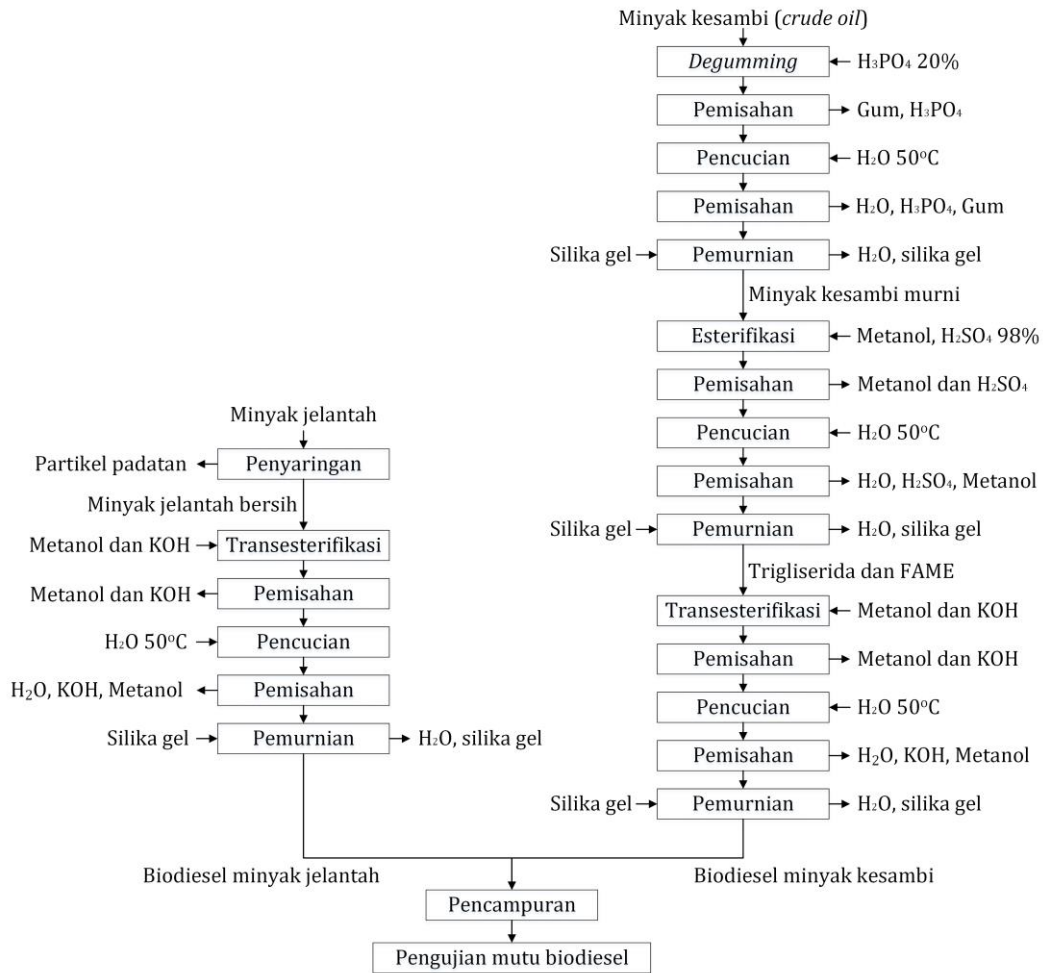 Minyak kesambi (crude oil)
Degumming
H₃PO₄ 20%
Pemisahan
Gum, H₃PO₄
Pencucian
H₂O 50°C
Pemisahan
H₂O, H₃PO₄, Gum
Silika gel
Pemurnian
H₂O, silika gel
Minyak kesambi murni
Esterifikasi
Metanol, H₂SO₄ 98%
Pemisahan
Metanol dan H₂SO₄
Pencucian
H₂O 50°C
Pemisahan
H₂O, H₂SO₄, Metanol
Silika gel
Pemurnian
H₂O, silika gel
Trigliserida dan FAME
Transesterifikasi
Metanol dan KOH
Pemisahan
Metanol dan KOH
Pencucian
H₂O 50°C
Pemisahan
H₂O, KOH, Metanol
Silika gel
Pemurnian
H₂O, silika gel
Biodiesel minyak kesambi
Minyak jelantah
Partikel padatan
Penyaringan
Minyak jelantah bersih
Metanol dan KOH
Transesterifikasi
Metanol dan KOH
Pemisahan
H₂O 50°C
Pencucian
H₂O, KOH, Metanol
Pemisahan
Silika gel
Pemurnian
H₂O, silika gel
Biodiesel minyak jelantah
Pencampuran
Pengujian mutu biodiesel